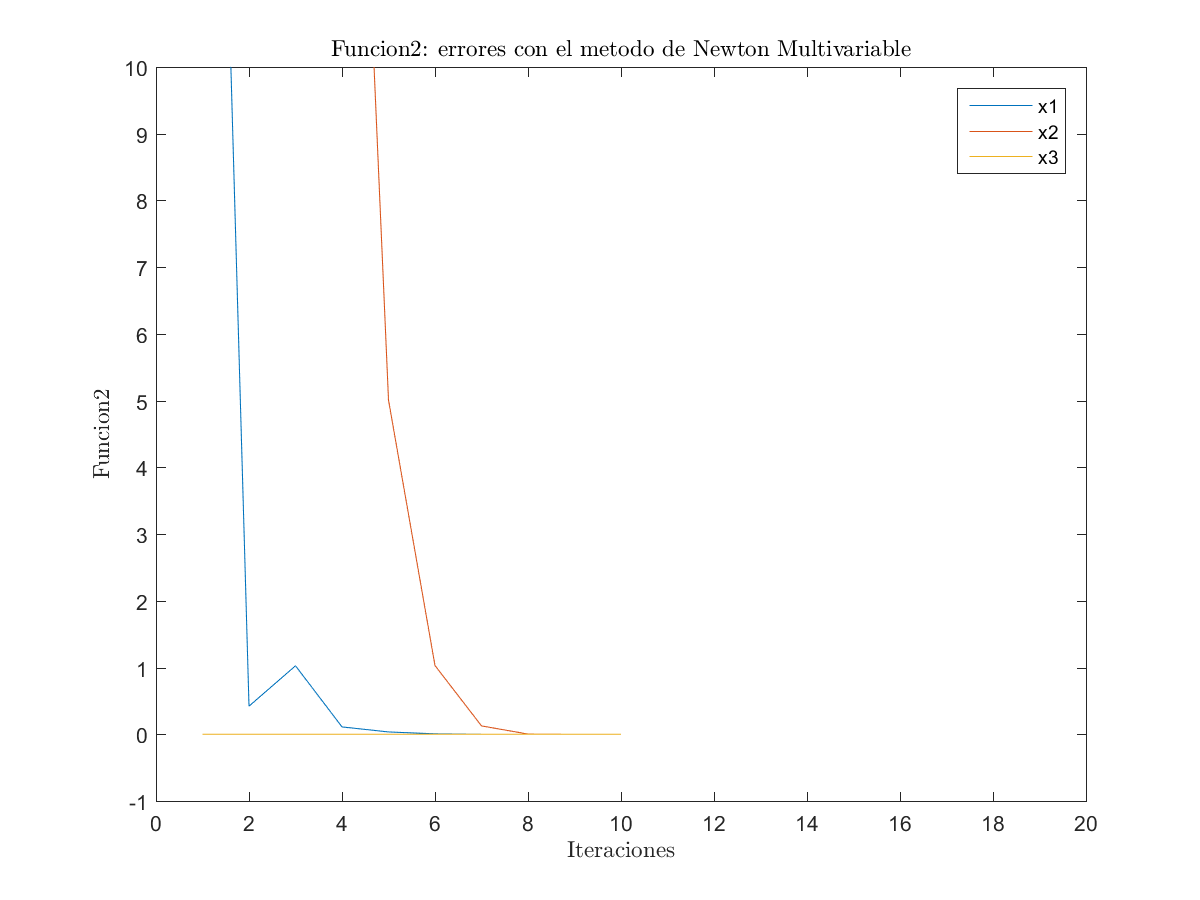 Funcion2: errores con el metodo de Newton Multivariable
10
9
8
7
6
5
4
3
2
1
0
-1
Funcion2
x1
x2
x3
0 2 4 6 8 10 12 14 16 18 20
Iteraciones